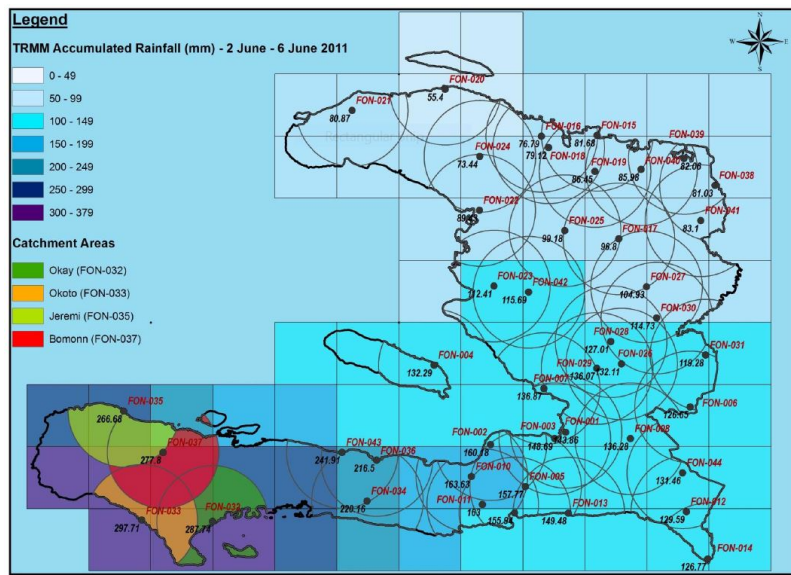 Legend
TRMM Accumulated Rainfall (mm) - 2 June - 6 June 2011
0 - 49
50 - 99
100 - 149
150 - 199
200 - 249
250 - 299
300 - 379
Catchment Areas
Okay (FON-032)
Okoto (FON-033)
Jeremi (FON-035)
Bomonn (FON-037)
N
W
E
S
FON-020
55.4
FON-021
80.87
FON-016
76.79
FON-015
81.68
FON-018
79.12
FON-024
73.44
FON-019
86.45
FON-040
85.98
FON-039
82.06
FON-038
81.03
FON-022
FON-041
83.1
FON-025
99.18
FON-017
96.8
FON-023
112.41
FON-042
115.69
FON-027
104.93
FON-030
114.73
FON-028
127.01
FON-029
136.07
FON-026
132.11
FON-031
118.28
FON-004
132.29
FON-007
136.87
FON-006
126.65
FON-035
266.68
FON-037
277.8
FON-043
241.91
FON-036
216.5
FON-002
160.18
FON-003
148.69
FON-001
FON-008
136.28
FON-010
163.63
FON-005
157.77
FON-044
131.46
FON-033
297.71
FON-032
287.74
FON-034
220.16
FON-011
163
155.94
FON-013
149.48
FON-012
129.59
FON-014
126.77